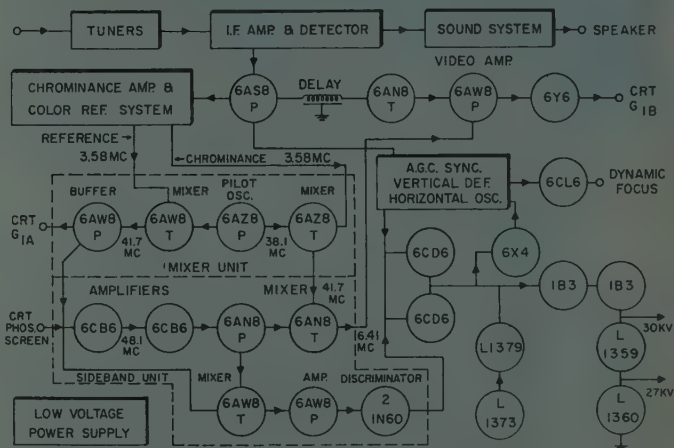 TUNERS
I.F. AMP. & DETECTOR
SOUND SYSTEM
SPEAKER
VIDEO AMP.
CHROMINANCE AMP. &
COLOR REF. SYSTEM
6AS8
P
DELAY
6AN8
T
6AW8
P
6Y6
CRT
G1B
REFERENCE
3.58MC
CHROMINANCE
3.58MC
A.G.C. SYNC.
VERTICAL DEF.
HORIZONTAL OSC.
6CL6
DYNAMIC
FOCUS
BUFFER
MIXER
PILOT
OSC.
MIXER
CRT
G1A
6AW8
P
41.7
MC
6AW8
T
6AZ8
P
38.1
MC
6AZ8
T
MIXER UNIT
6CD6
6X4
6CD6
1B3
1B3
AMPLIFIERS
MIXER
41.7
MC
CRT
PHOS.
SCREEN
6CB6
48.1
MC
6CB6
6AN8
P
6AN8
T
6.41
MC
L1379
L
1373
L
1359
L
1360
30KV
27KV
SIDEBAND UNIT
MIXER
AMP.
DISCRIMINATOR
6AW8
T
6AW8
P
2
1N60
LOW VOLTAGE
POWER SUPPLY